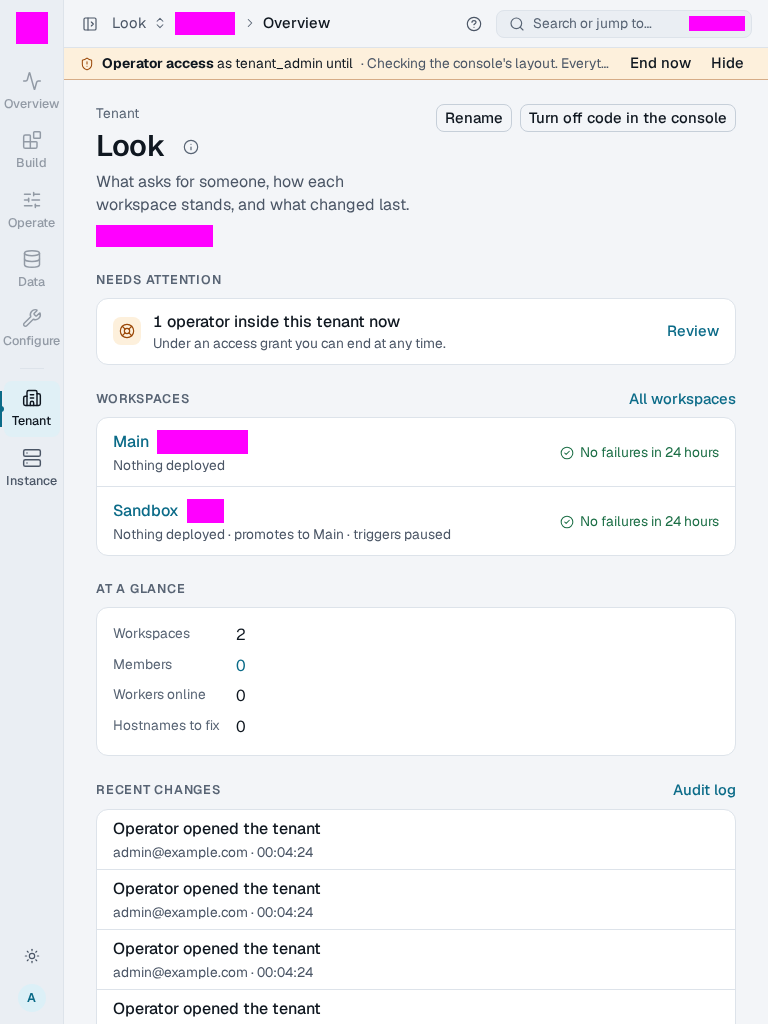 Look
Overview
Search or jump to…
Operator access as tenant_admin until · Checking the console's layout. Everyt…
End now
Hide
Overview
Build
Operate
Data
Configure
Tenant
Instance
A
Tenant
Look
Rename
Turn off code in the console
What asks for someone, how each
workspace stands, and what changed last.
NEEDS ATTENTION
1 operator inside this tenant now
Under an access grant you can end at any time.
Review
WORKSPACES
All workspaces
Main
Nothing deployed
No failures in 24 hours
Sandbox
Nothing deployed · promotes to Main · triggers paused
No failures in 24 hours
AT A GLANCE
Workspaces 2
Members 0
Workers online 0
Hostnames to fix 0
RECENT CHANGES
Audit log
Operator opened the tenant
admin@example.com · 00:04:24
Operator opened the tenant
admin@example.com · 00:04:24
Operator opened the tenant
admin@example.com · 00:04:24
Operator opened the tenant